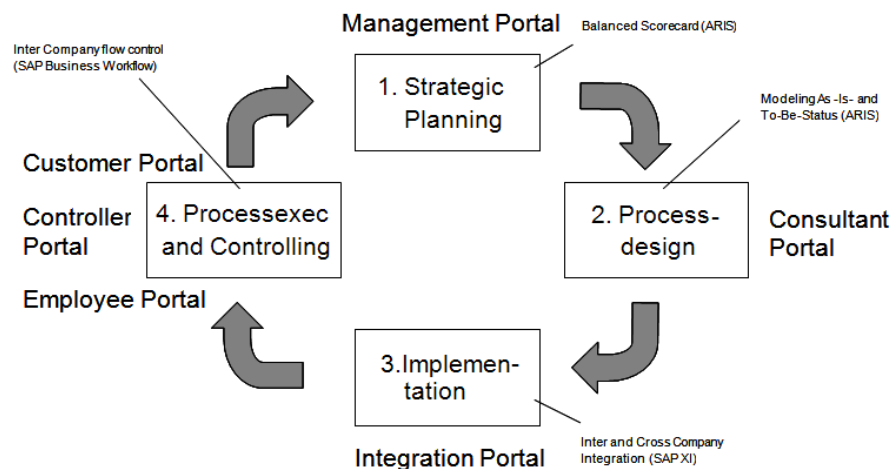 Management Portal
Balanced Scorecard (ARIS)
Inter Company flow control
(SAP Business Workflow)
1. Strategic
Planning
Modeling As -Is- and
To-Be-Status (ARIS)
Customer Portal
Controller
Portal
4. Processexec
and Controlling
Employee Portal
2. Process-
design
Consultant
Portal
3.Implemen-
tation
Inter and Cross Company
Integration (SAP XI)
Integration Portal